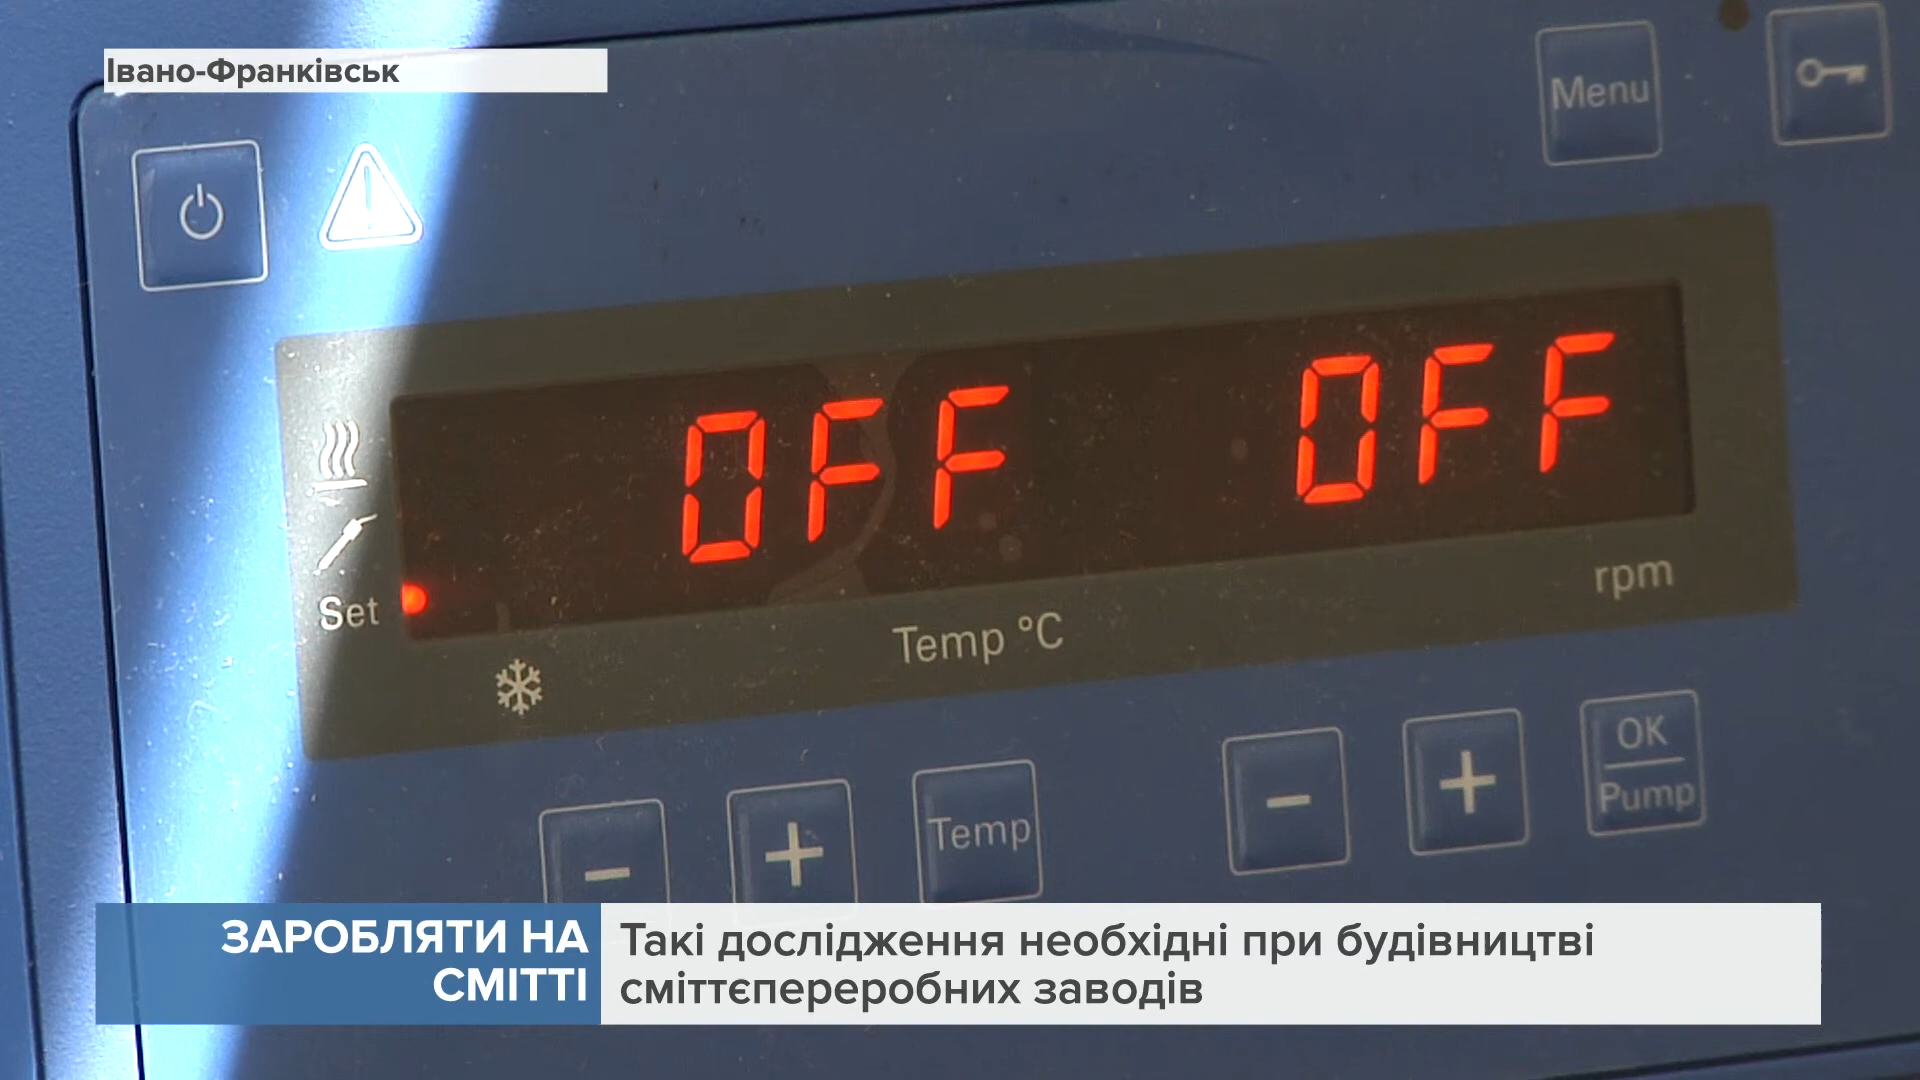 Івано-Франківськ
Menu
OFF OFF
Set
rpm
Temp °C
- + Temp - + OK
Pump
ЗАРОБЛЯТИ НА
СМІТТІ
Такі дослідження необхідні при будівництві
сміттєпереробних заводів